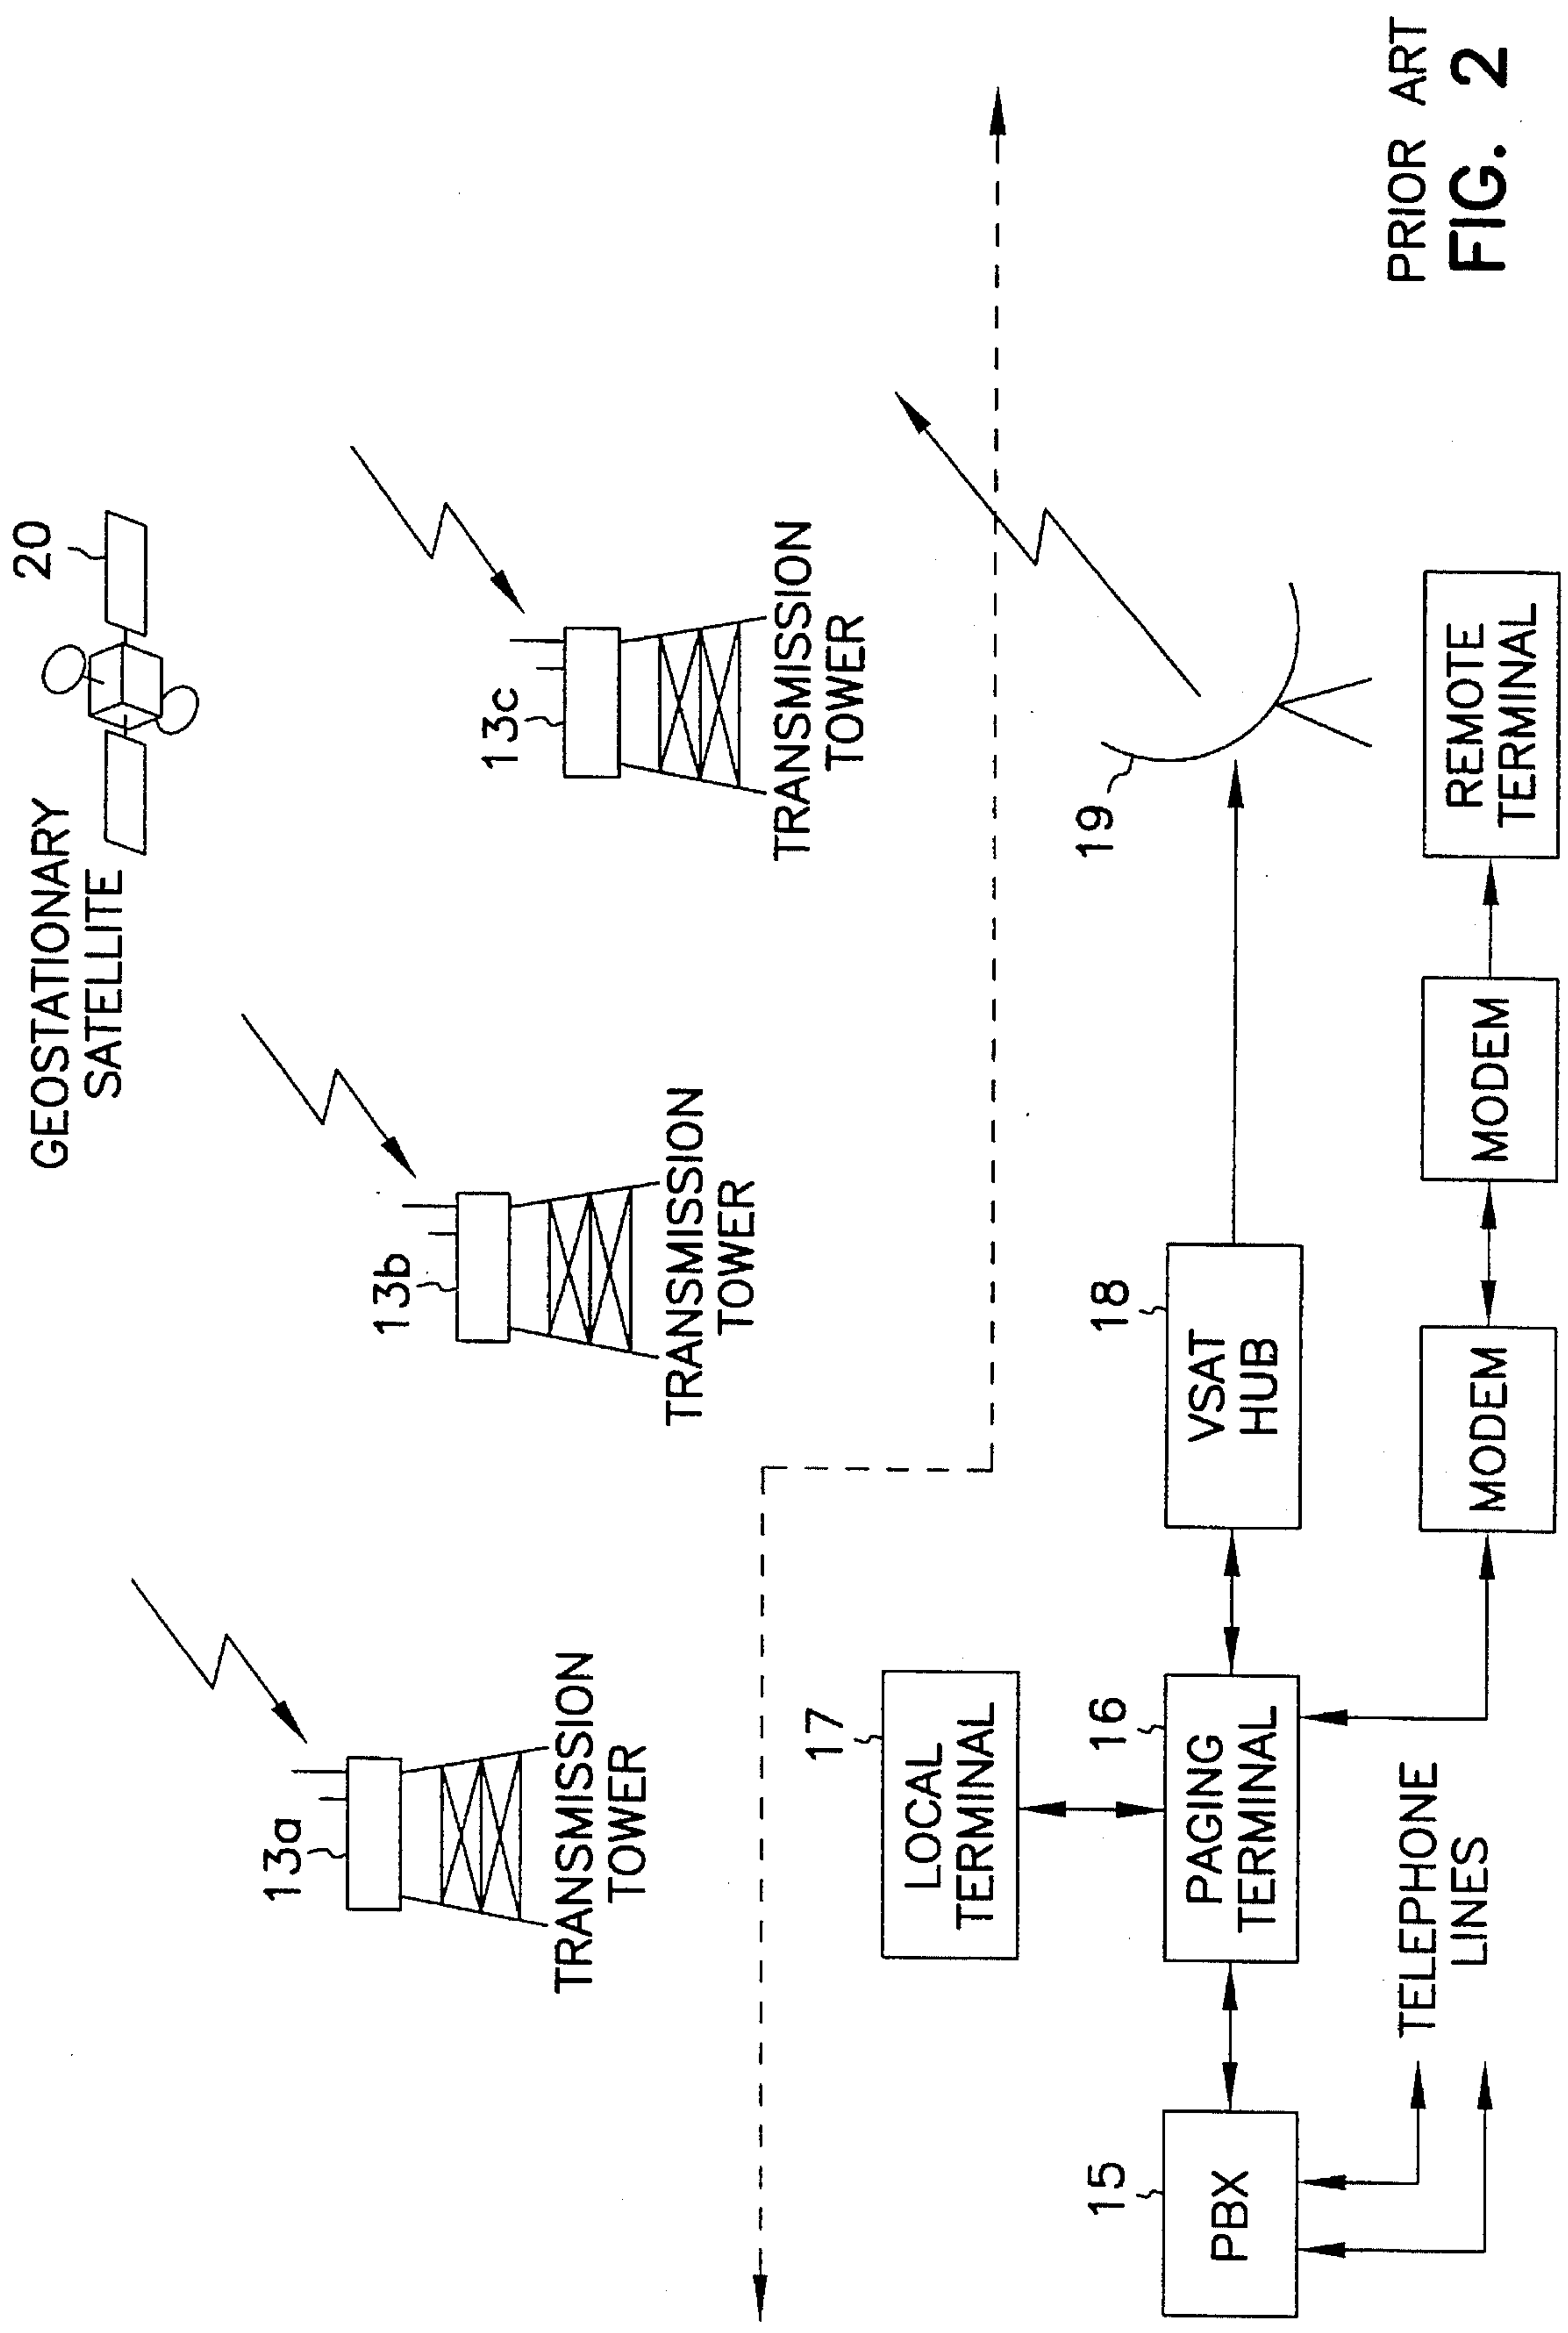 GEOSTATIONARY
SATELLITE
20
13a
TRANSMISSION
TOWER
13b
TRANSMISSION
TOWER
13c
TRANSMISSION
TOWER
17
LOCAL
TERMINAL
15
PBX
16
PAGING
TERMINAL
18
VSAT
HUB
19
TELEPHONE
LINES
MODEM
MODEM
REMOTE
TERMINAL
PRIOR ART
FIG. 2